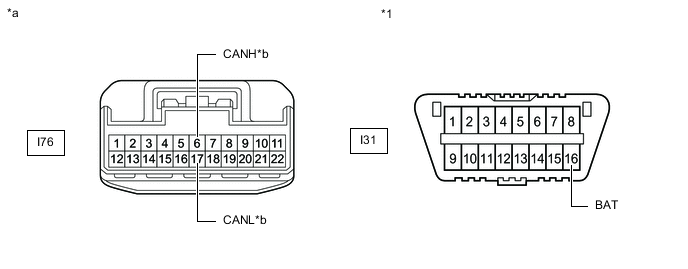 *a
*1
CANH*b
I76
1 2 3 4 5 6 7 8 9 10 11
12 13 14 15 16 17 18 19 20 21 22
CANL*b
I31
1 2 3 4 5 6 7 8
9 10 11 12 13 14 15 16
BAT